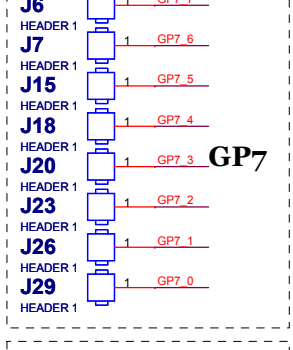 J6 1 GP7_7
HEADER 1
J7 1 GP7_6
HEADER 1
J15 1 GP7_5
HEADER 1
J18 1 GP7_4
HEADER 1
J20 1 GP7_3 GP7
HEADER 1
J23 1 GP7_2
HEADER 1
J26 1 GP7_1
HEADER 1
J29 1 GP7_0
HEADER 1